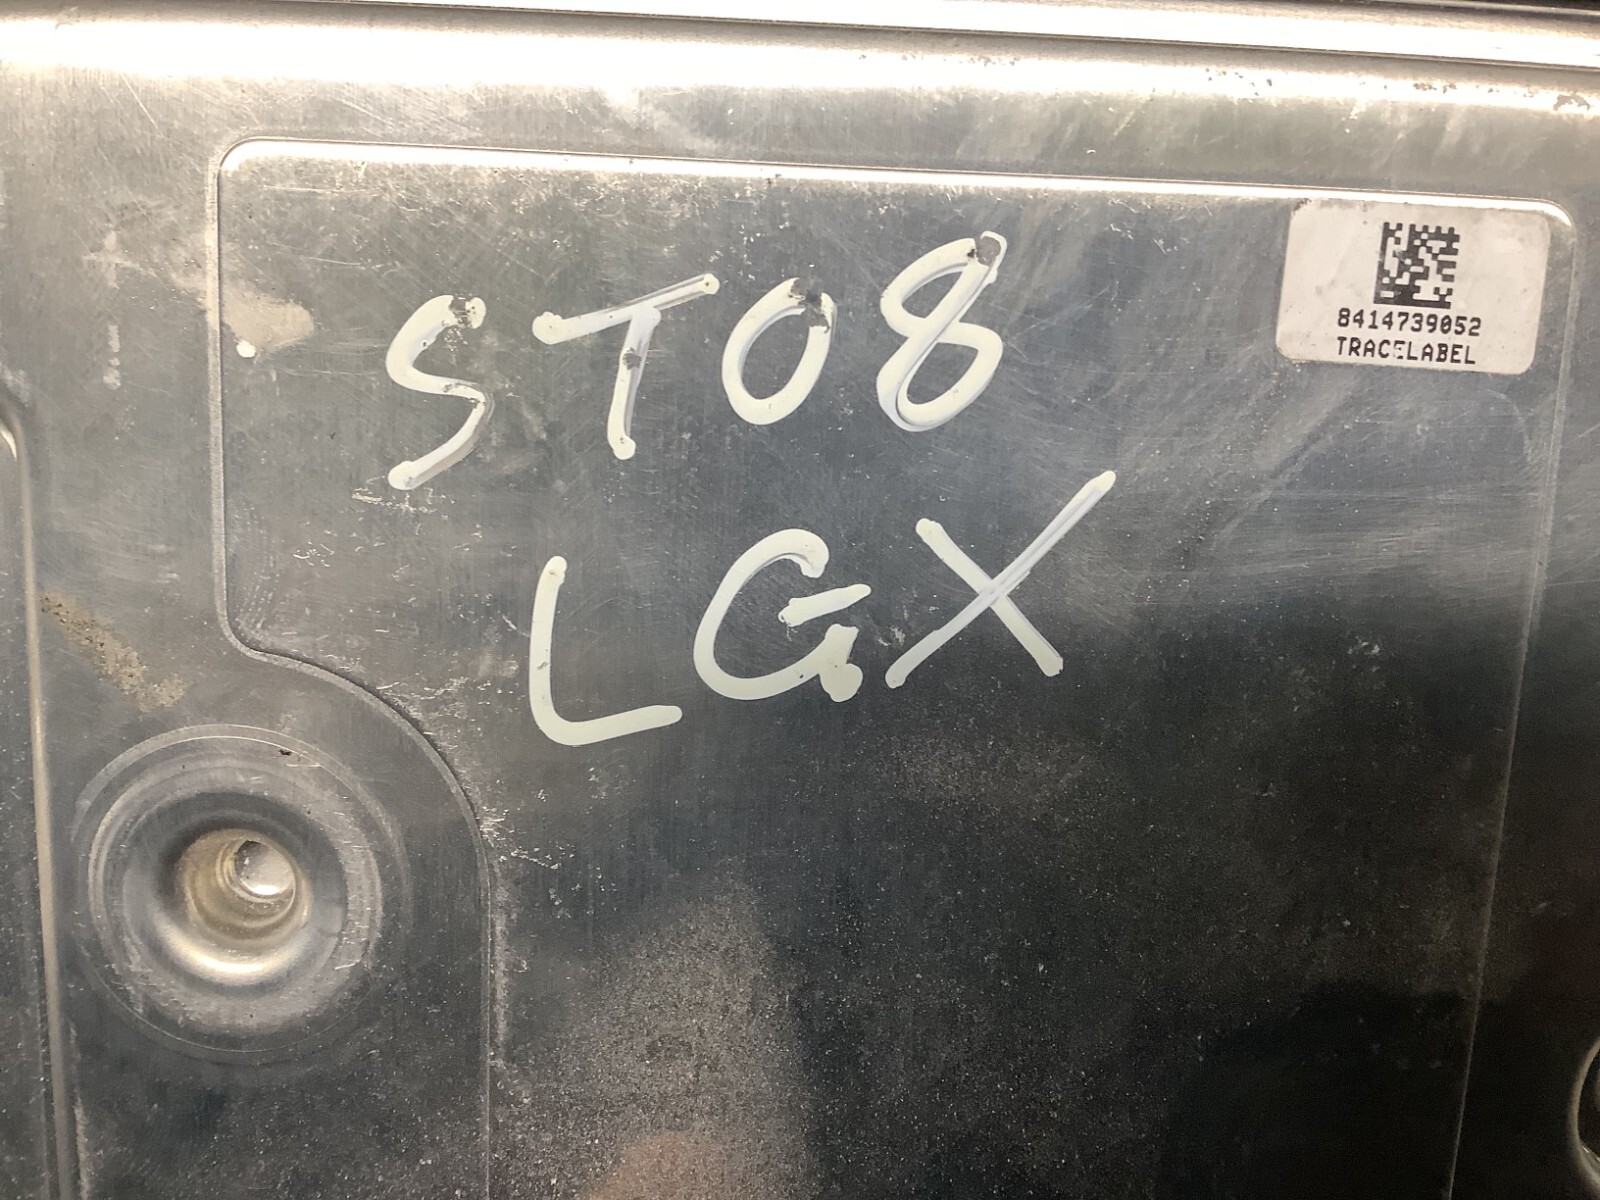 ST08
LGX
8414739052
TRACELABEL